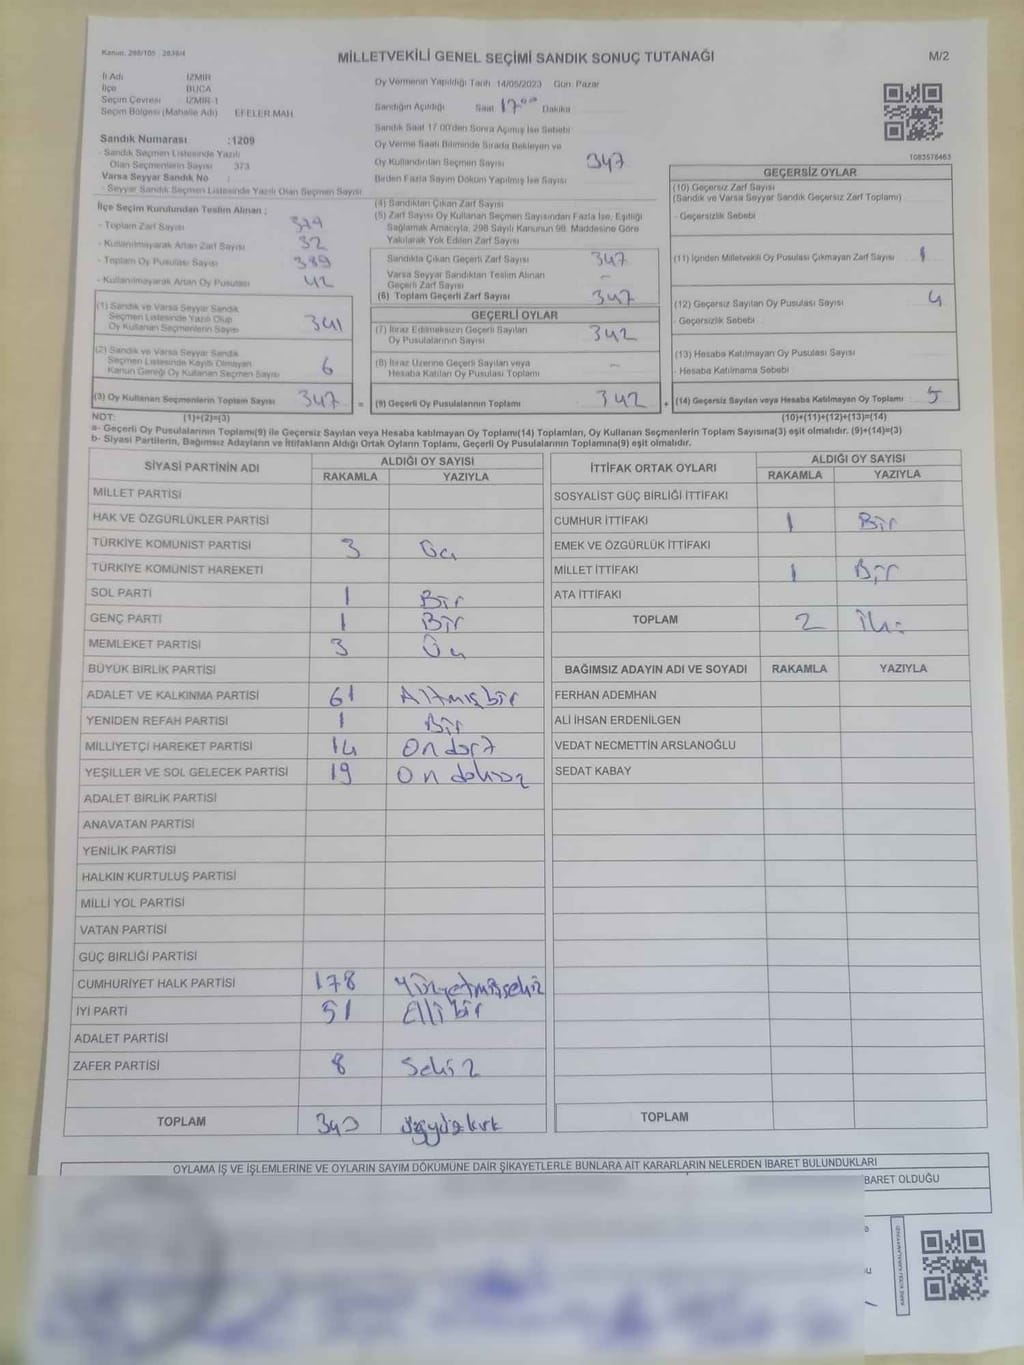 Kanun: 298/105 2839/4
MİLLETVEKİLİ GENEL SEÇİMİ SANDIK SONUÇ TUTANAĞI
M/2
İl Adı İZMİR
İlçe BUCA
Seçim Çevresi İZMİR-1
Seçim Bölgesi (Mahalle Adı) EFELER MAH
Sandık Numarası : 1209
- Sandık Seçmen Listesinde Yazılı
Olan Seçmenlerin Sayısı 373
Varsa Seyyar Sandık No :
- Seyyar Sandık Seçmen Listesinde Yazılı Olan Seçmen Sayısı
Oy Vermenin Yapıldığı Tarih 14/05/2023 Gün Pazar
Sandığın Açıldığı Saat 17 00 Dakika
Sandık Saat 17.00'den Sonra Açılmış İse Sebebi
Oy Verme Saati Bitiminde Sırada Bekleyen ve
Oy Kullandırılan Seçmen Sayısı 347
Birden Fazla Sayım Döküm Yapılmış İse Sayısı
1083576463
İlçe Seçim Kurulundan Teslim Alınan ;
- Toplam Zarf Sayısı 379
- Kullanılmayarak Artan Zarf Sayısı 32
- Toplam Oy Pusulası Sayısı 389
- Kullanılmayarak Artan Oy Pusulası 42
(1) Sandık ve Varsa Seyyar Sandık
Seçmen Listesinde Yazılı Olup
Oy Kullanan Seçmenlerin Sayısı 341
(2) Sandık ve Varsa Seyyar Sandık
Seçmen Listesinde Kayıtlı Olmayan
Kanun Gereği Oy Kullanan Seçmen Sayısı 6
(3) Oy Kullanan Seçmenlerin Toplam Sayısı 347 =
(4) Sandıktan Çıkan Zarf Sayısı
(5) Zarf Sayısı Oy Kullanan Seçmen Sayısından Fazla İse, Eşitliği
Sağlamak Amacıyla, 298 Sayılı Kanunun 98. Maddesine Göre
Yakılarak Yok Edilen Zarf Sayısı
Sandıkta Çıkan Geçerli Zarf Sayısı 347
Varsa Seyyar Sandıktan Teslim Alınan
Geçerli Zarf Sayısı -
(6) Toplam Geçerli Zarf Sayısı 347
GEÇERLİ OYLAR
(7) İtiraz Edilmeksizin Geçerli Sayılan
Oy Pusulalarının Sayısı 342
(8) İtiraz Üzerine Geçerli Sayılan veya
Hesaba Katılan Oy Pusulası Toplamı -
(9) Geçerli Oy Pusulalarının Toplamı 342 +
GEÇERSİZ OYLAR
(10) Geçersiz Zarf Sayısı
(Sandık ve Varsa Seyyar Sandık Geçersiz Zarf Toplamı)
- Geçersizlik Sebebi
(11) İçinden Milletvekili Oy Pusulası Çıkmayan Zarf Sayısı 1
(12) Geçersiz Sayılan Oy Pusulası Sayısı 4
- Geçersizlik Sebebi
(13) Hesaba Katılmayan Oy Pusulası Sayısı
- Hesaba Katılmama Sebebi
(14) Geçersiz Sayılan veya Hesaba Katılmayan Oy Toplamı 5
NOT: (1)+(2)=(3) (10)+(11)+(12)+(13)=(14)
a- Geçerli Oy Pusulalarının Toplamı(9) ile Geçersiz Sayılan veya Hesaba katılmayan Oy Toplamı(14) Toplamları, Oy Kullanan Seçmenlerin Toplam Sayısına(3) eşit olmalıdır. (9)+(14)=(3)
b- Siyasi Partilerin, Bağımsız Adayların ve İttifakların Aldığı Ortak Oyların Toplamı, Geçerli Oy Pusulalarının Toplamına(9) eşit olmalıdır.
SİYASİ PARTİNİN ADI ALDIĞI OY SAYISI
RAKAMLA YAZIYLA
MİLLET PARTİSİ
HAK VE ÖZGÜRLÜKLER PARTİSİ
TÜRKİYE KOMÜNİST PARTİSİ 3 Üç
TÜRKİYE KOMÜNİST HAREKETİ
SOL PARTİ 1 Bir
GENÇ PARTİ 1 Bir
MEMLEKET PARTİSİ 3 Üç
BÜYÜK BİRLİK PARTİSİ
ADALET VE KALKINMA PARTİSİ 61 Altmışbir
YENİDEN REFAH PARTİSİ 1 Bir
MİLLİYETÇİ HAREKET PARTİSİ 14 On dört
YEŞİLLER VE SOL GELECEK PARTİSİ 19 On dokuz
ADALET BİRLİK PARTİSİ
ANAVATAN PARTİSİ
YENİLİK PARTİSİ
HALKIN KURTULUŞ PARTİSİ
MİLLİ YOL PARTİSİ
VATAN PARTİSİ
GÜÇ BİRLİĞİ PARTİSİ
CUMHURİYET HALK PARTİSİ 178 Yüzyetmişsekiz
İYİ PARTİ 51 Elli bir
ADALET PARTİSİ
ZAFER PARTİSİ 8 Sekiz
TOPLAM 340 üçyüzkırk
İTTİFAK ORTAK OYLARI ALDIĞI OY SAYISI
RAKAMLA YAZIYLA
SOSYALİST GÜÇ BİRLİĞİ İTTİFAKI
CUMHUR İTTİFAKI 1 Bir
EMEK VE ÖZGÜRLÜK İTTİFAKI
MİLLET İTTİFAKI 1 Bir
ATA İTTİFAKI
TOPLAM 2 İki
BAĞIMSIZ ADAYIN ADI VE SOYADI RAKAMLA YAZIYLA
FERHAN ADEMHAN
ALİ İHSAN ERDENİLGEN
VEDAT NECMETTİN ARSLANOĞLU
SEDAT KABAY
TOPLAM
OYLAMA İŞ VE İŞLEMLERİNE VE OYLARIN SAYIM DÖKÜMÜNE DAİR ŞİKAYETLERLE BUNLARA AİT KARARLARIN NELERDEN İBARET BULUNDUKLARI
BARET OLDUĞU